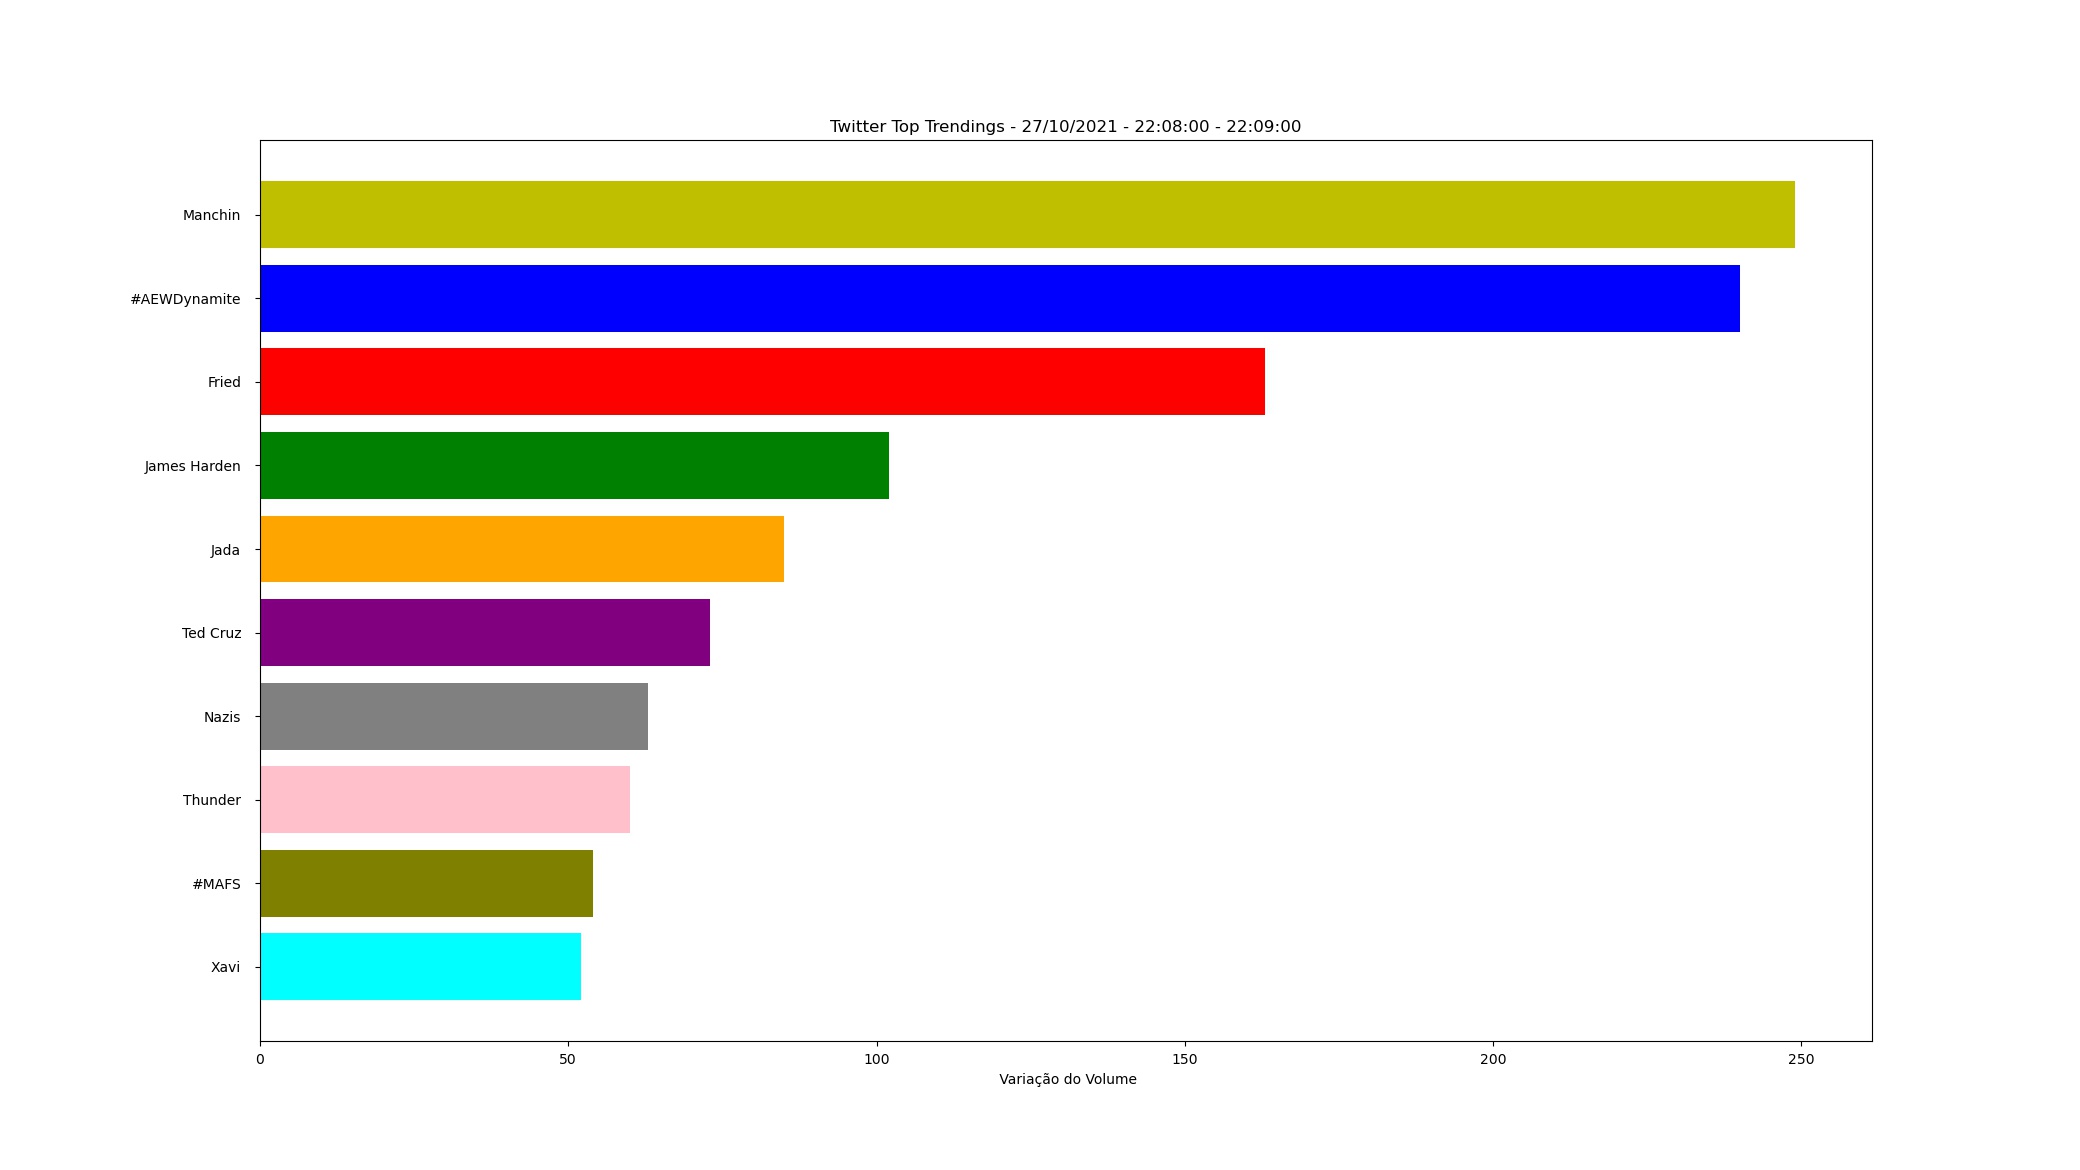 Twitter Top Trendings - 27/10/2021 - 22:08:00 - 22:09:00
Manchin
#AEWDynamite
Fried
James Harden
Jada
Ted Cruz
Nazis
Thunder
#MAFS
Xavi
0 50 100 150 200 250
Variação do Volume